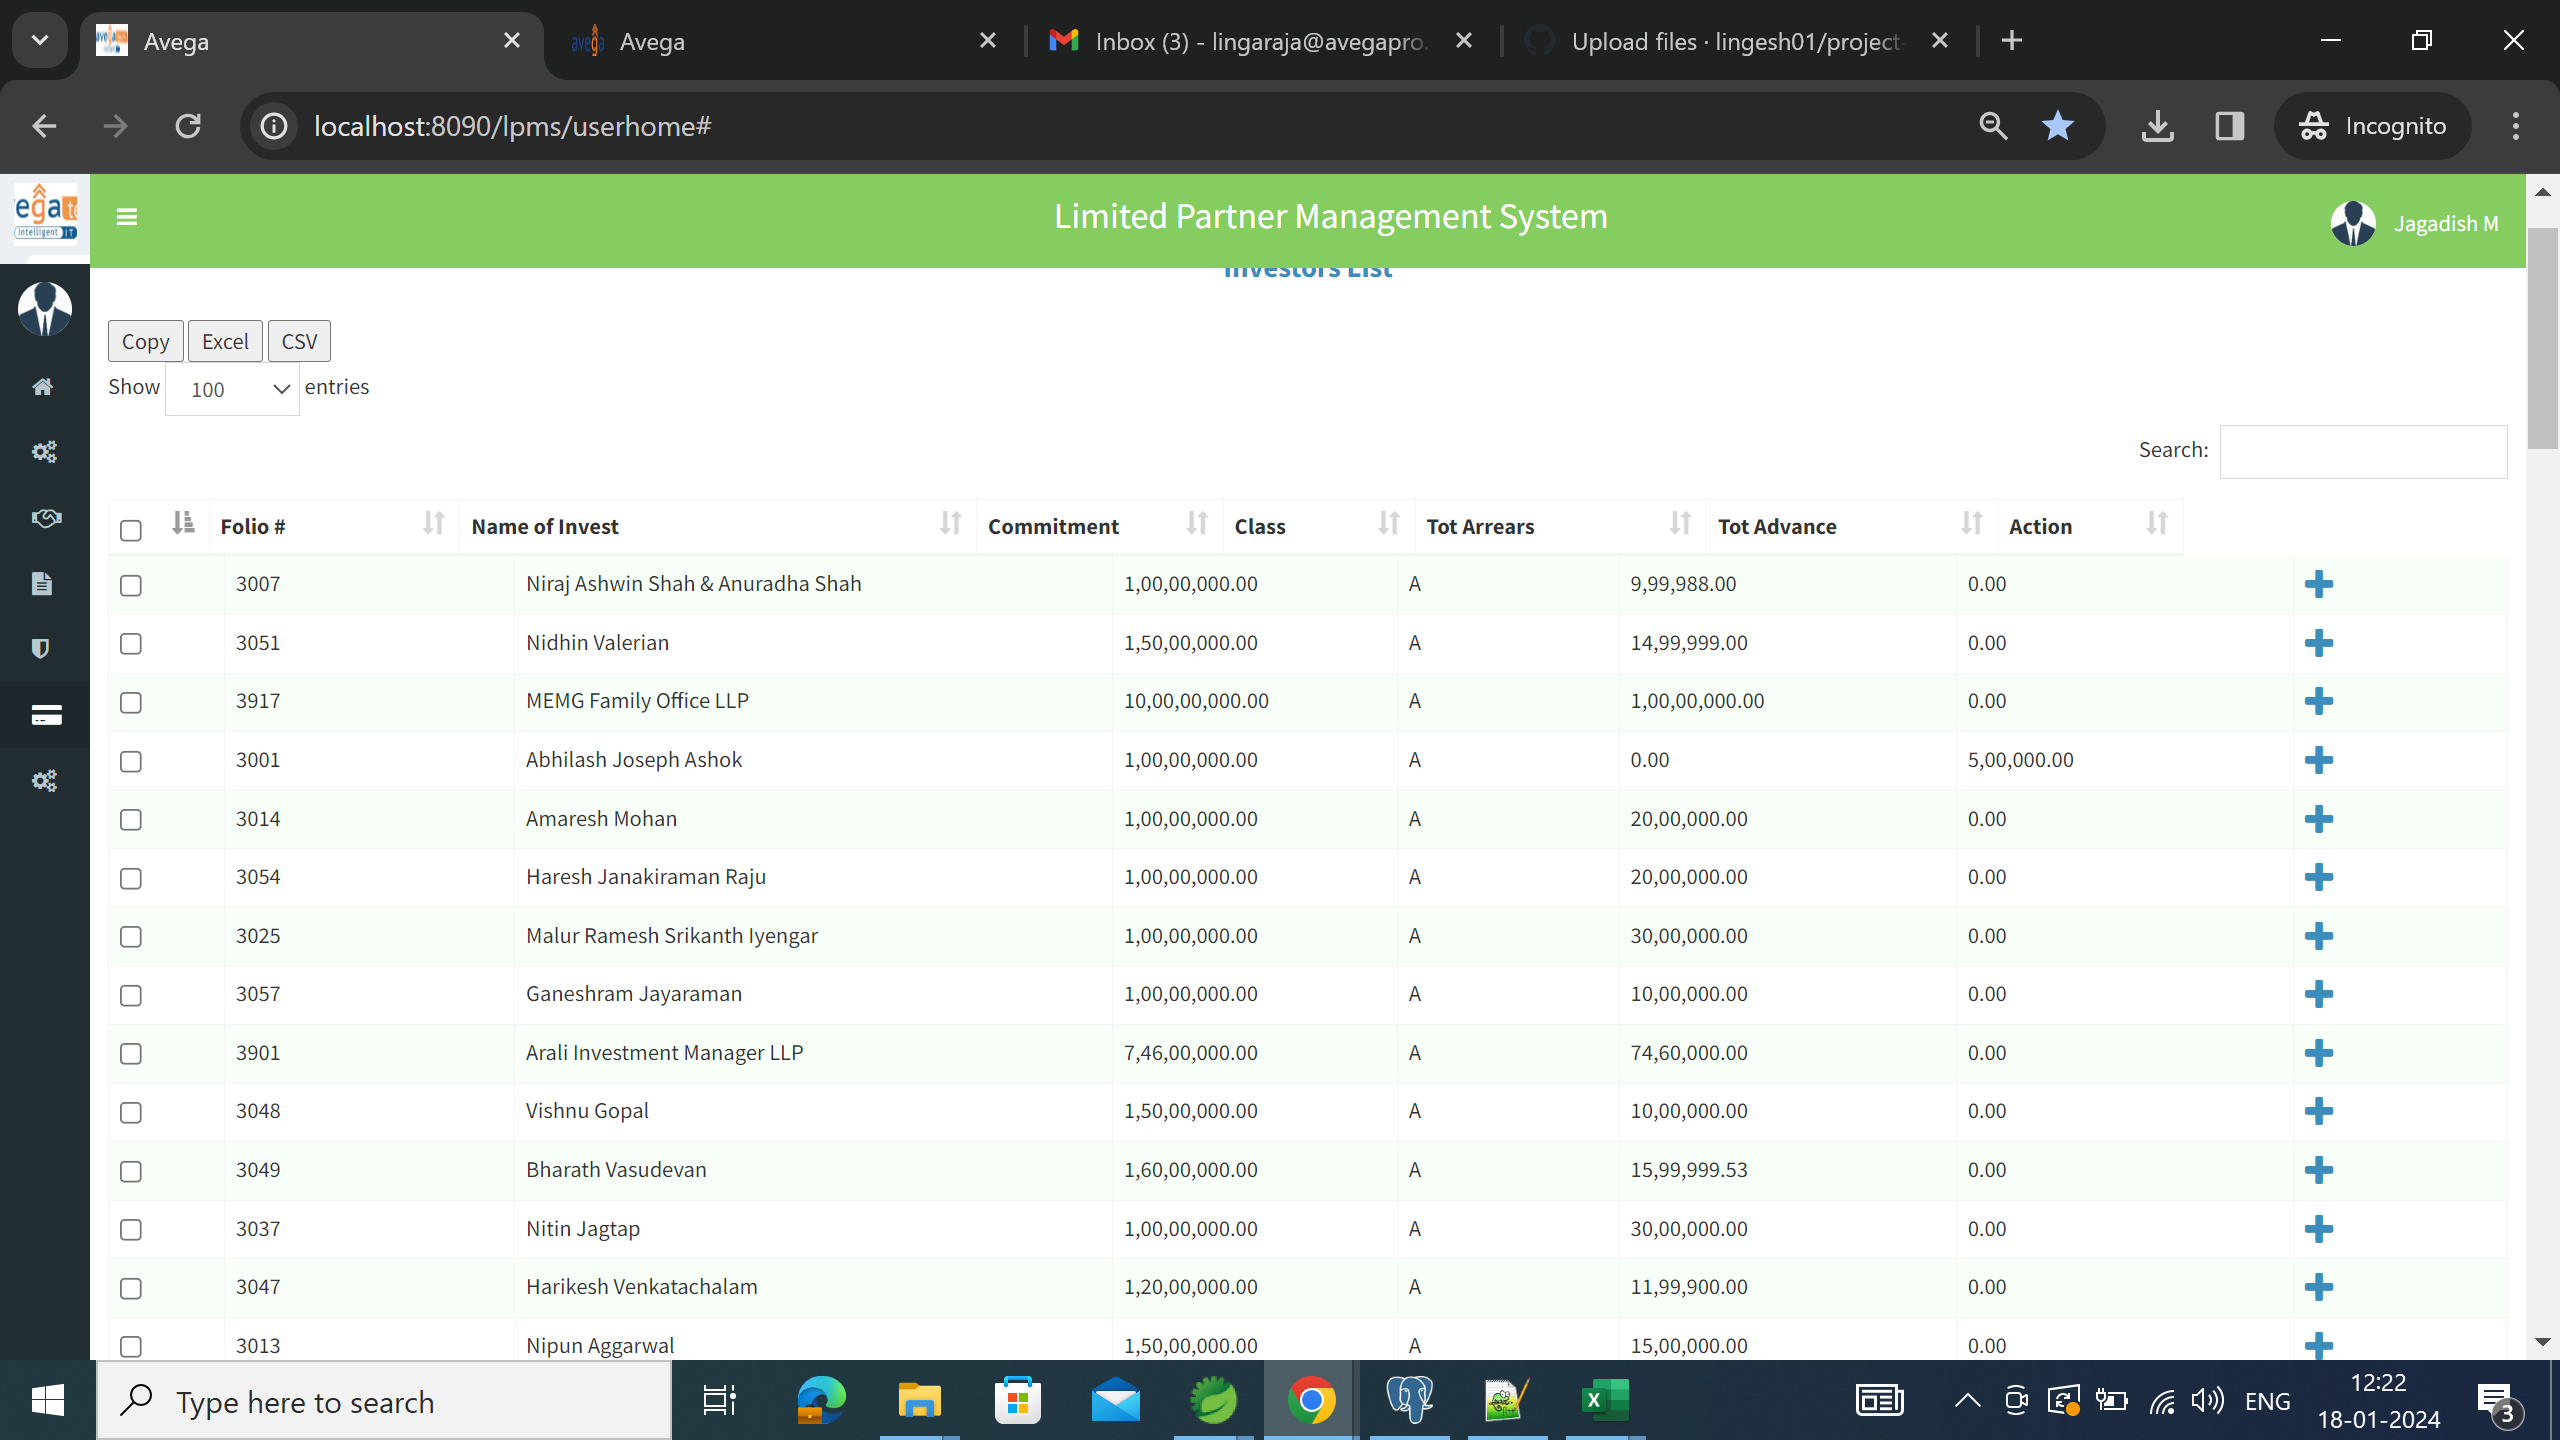 Avega
Avega
Inbox (3) - lingaraja@avegapro.
Upload files · lingesh01/project-
localhost:8090/lpms/userhome#
Incognito
ega te
Intelligent IT
Limited Partner Management System
Jagadish M
Investors List
Copy Excel CSV
Show 100 entries
Search:
Folio # Name of Invest Commitment Class Tot Arrears Tot Advance Action
3007 Niraj Ashwin Shah & Anuradha Shah 1,00,00,000.00 A 9,99,988.00 0.00
3051 Nidhin Valerian 1,50,00,000.00 A 14,99,999.00 0.00
3917 MEMG Family Office LLP 10,00,00,000.00 A 1,00,00,000.00 0.00
3001 Abhilash Joseph Ashok 1,00,00,000.00 A 0.00 5,00,000.00
3014 Amaresh Mohan 1,00,00,000.00 A 20,00,000.00 0.00
3054 Haresh Janakiraman Raju 1,00,00,000.00 A 20,00,000.00 0.00
3025 Malur Ramesh Srikanth Iyengar 1,00,00,000.00 A 30,00,000.00 0.00
3057 Ganeshram Jayaraman 1,00,00,000.00 A 10,00,000.00 0.00
3901 Arali Investment Manager LLP 7,46,00,000.00 A 74,60,000.00 0.00
3048 Vishnu Gopal 1,50,00,000.00 A 10,00,000.00 0.00
3049 Bharath Vasudevan 1,60,00,000.00 A 15,99,999.53 0.00
3037 Nitin Jagtap 1,00,00,000.00 A 30,00,000.00 0.00
3047 Harikesh Venkatachalam 1,20,00,000.00 A 11,99,900.00 0.00
3013 Nipun Aggarwal 1,50,00,000.00 A 15,00,000.00 0.00
Type here to search
ENG
12:22
18-01-2024
3